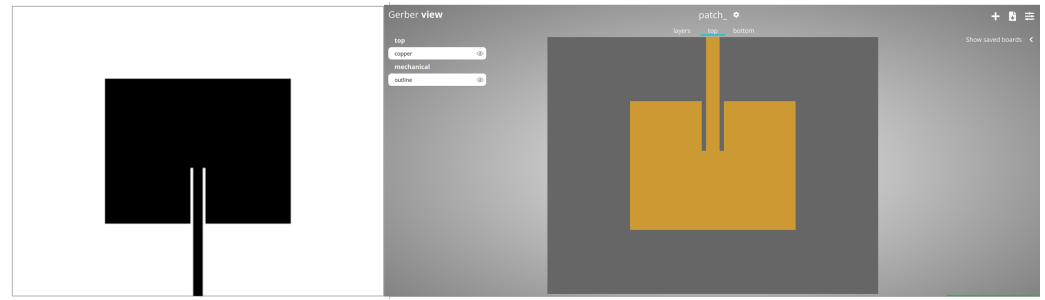 Gerber view
patch_
layers top bottom
Show saved boards
top
copper
mechanical
outline